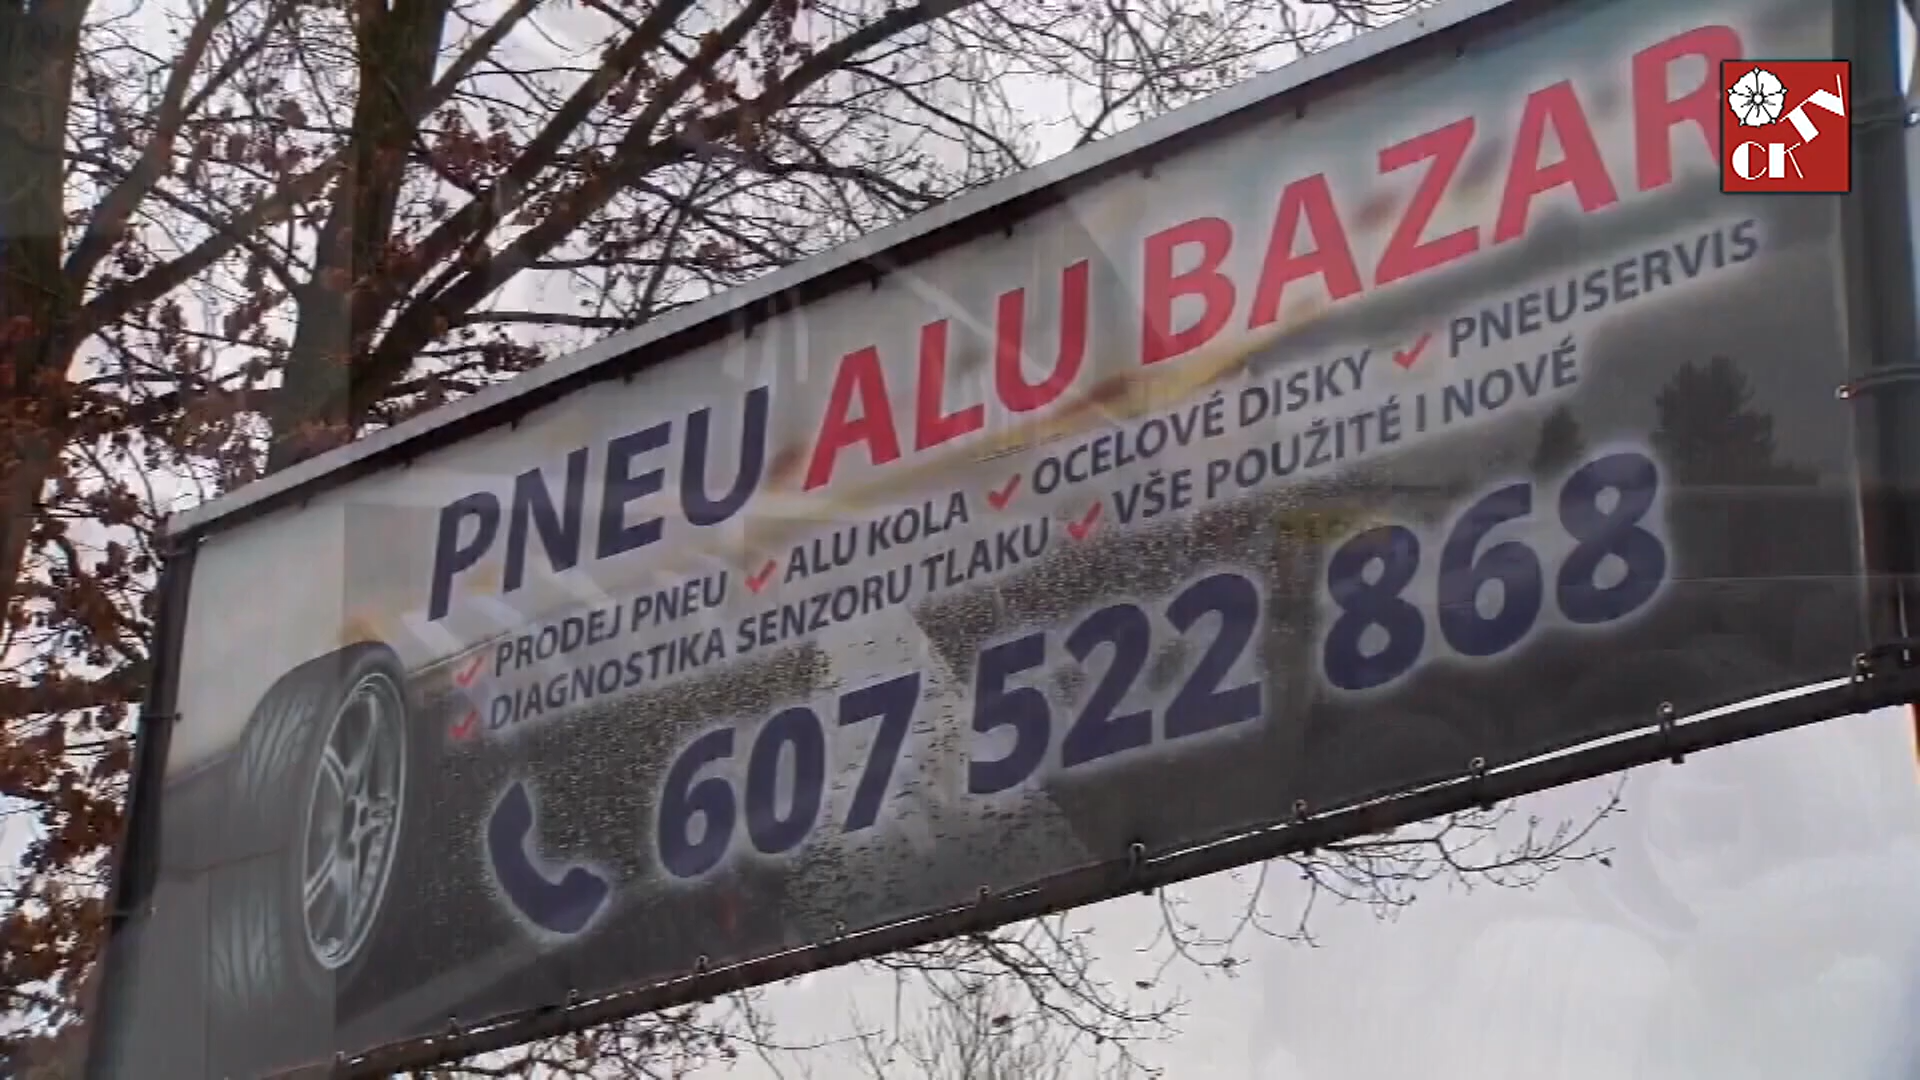 PNEU ALU BAZAR
✓ PRODEJ PNEU ✓ ALU KOLA ✓ OCELOVÉ DISKY ✓ PNEUSERVIS
✓ DIAGNOSTIKA SENZORU TLAKU ✓ VŠE POUŽITÉ I NOVÉ
607 522 868
CK TV